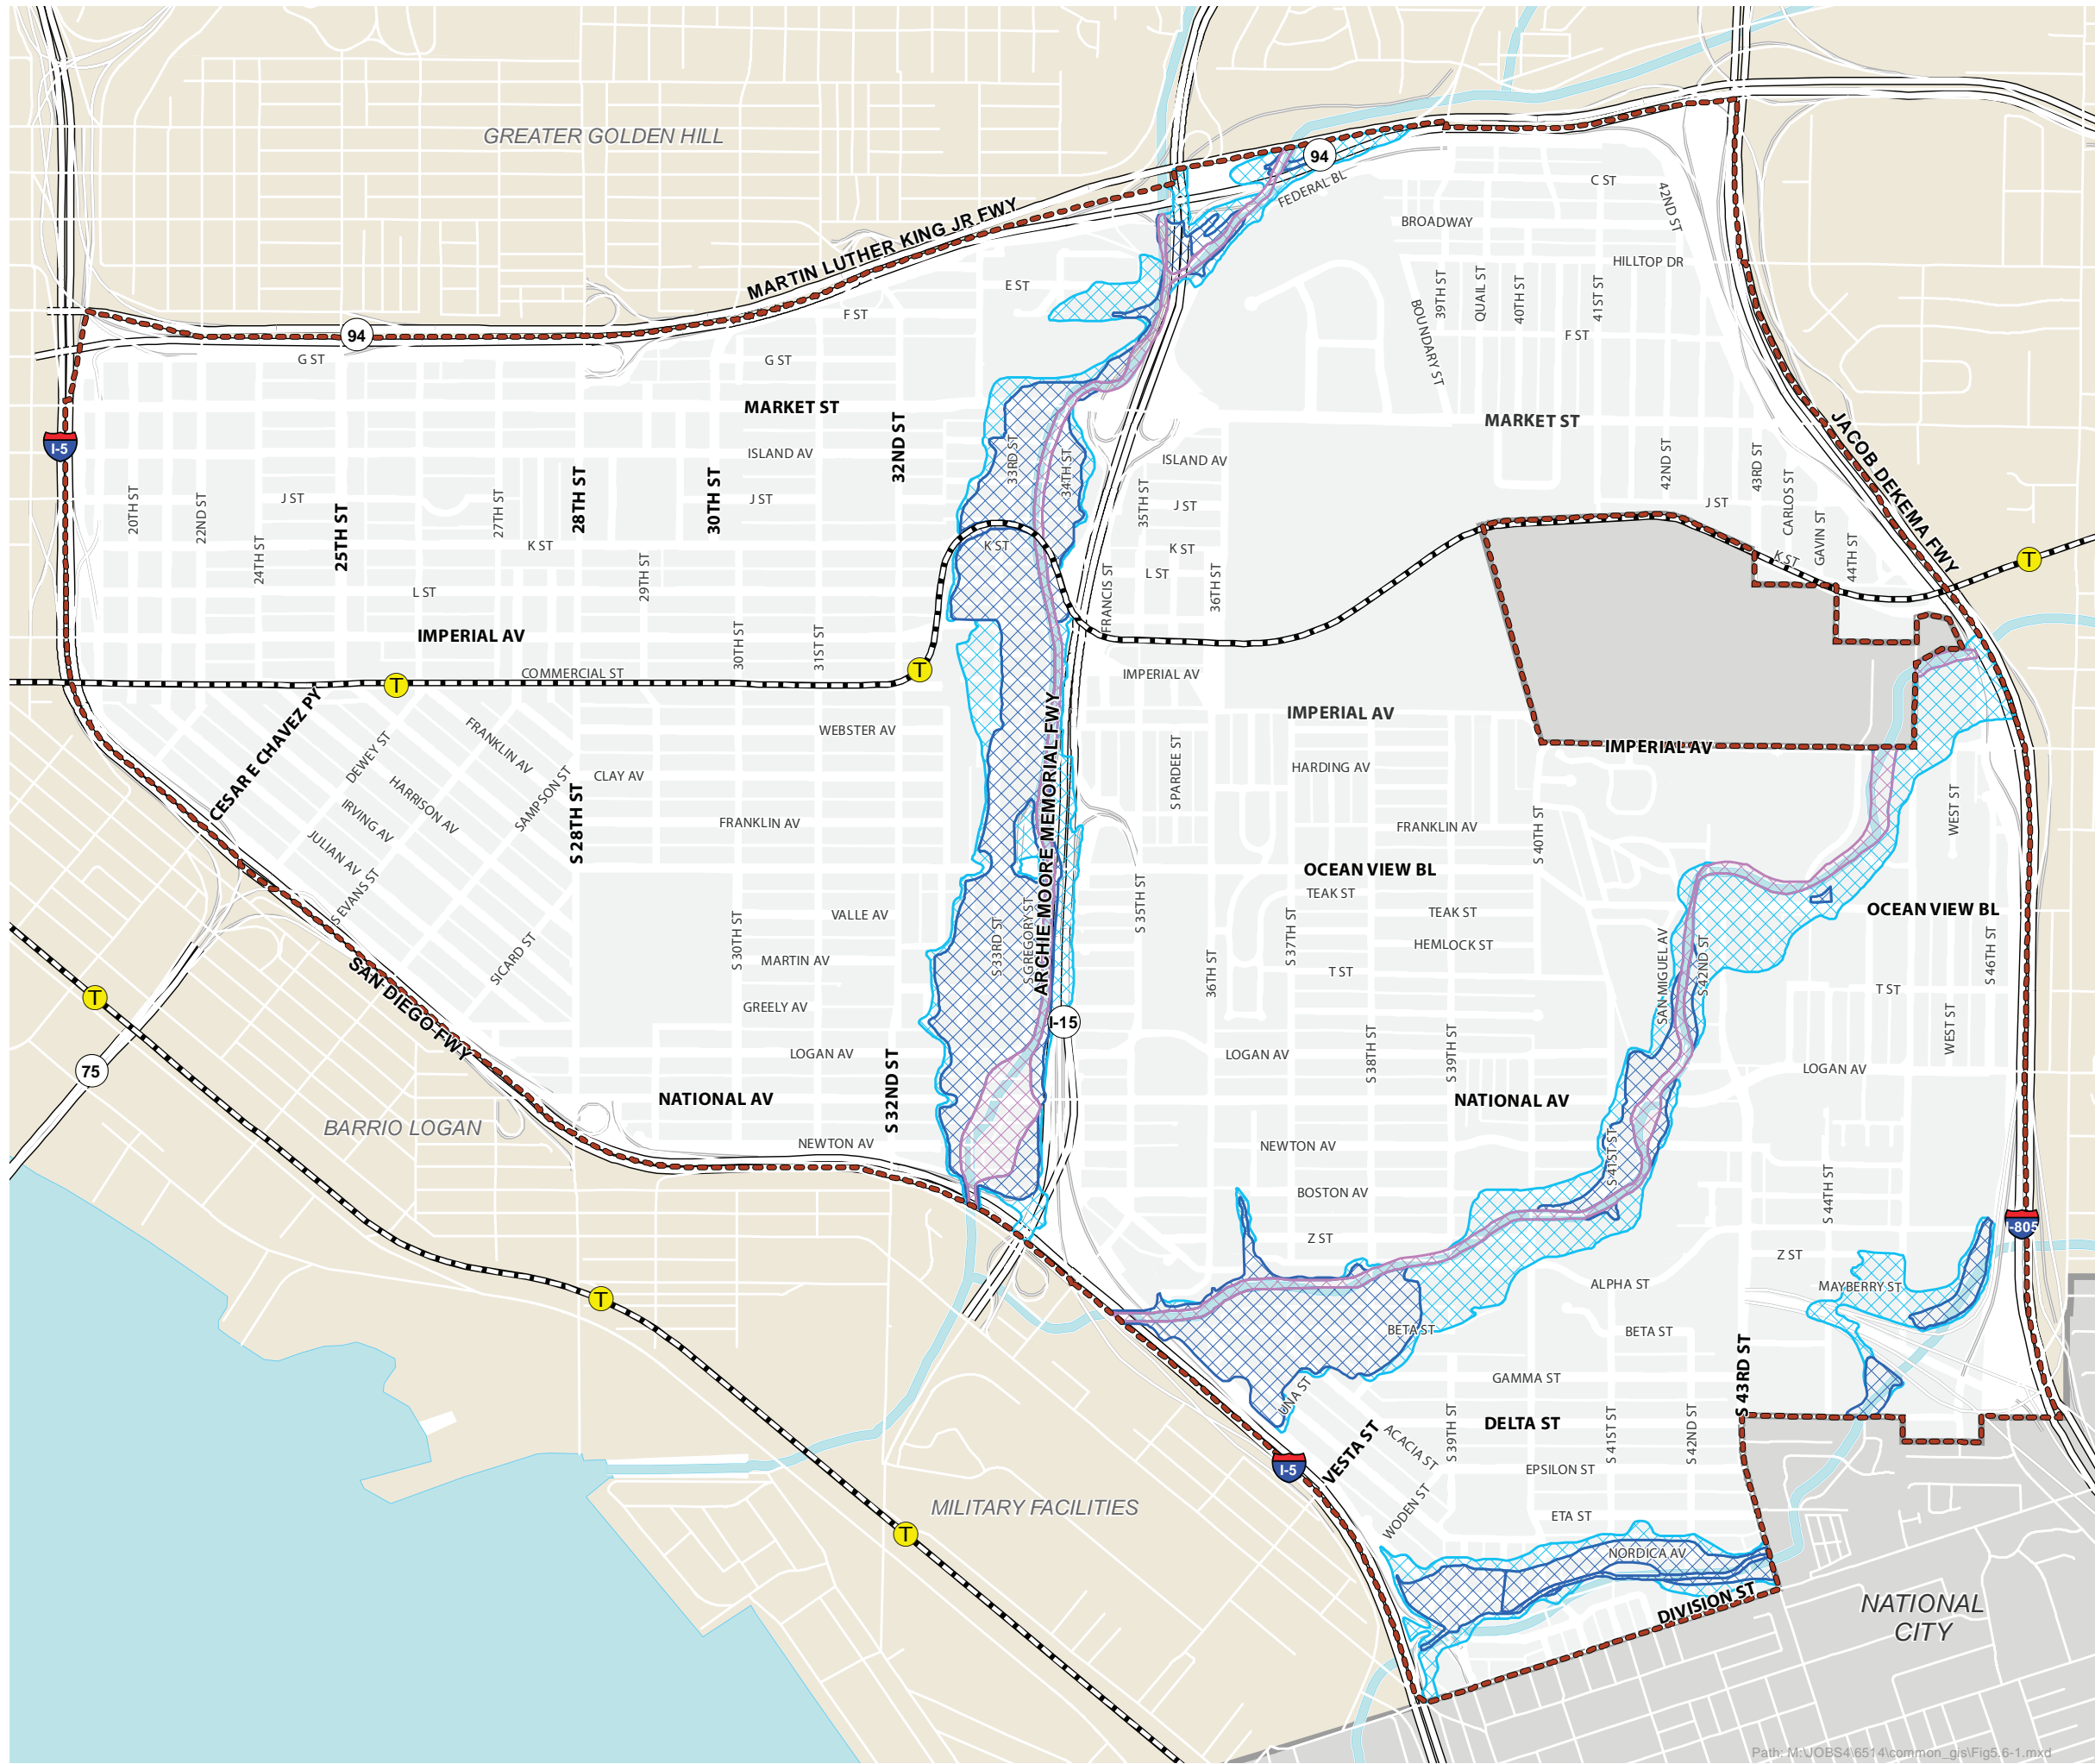 GREATER GOLDEN HILL
94
FEDERAL BL
C ST
42ND ST
MARTIN LUTHER KING JR FWY
BROADWAY
HILLTOP DR
E ST
39TH ST
QUAIL ST
40TH ST
41ST ST
F ST
94
BOUNDARY ST
F ST
G ST
G ST
MARKET ST
32ND ST
MARKET ST
JACOB DEKEMA FWY
I-5
ISLAND AV
33RD ST
34TH ST
ISLAND AV
42ND ST
43RD ST
CARLOS ST
20TH ST
22ND ST
J ST
25TH ST
27TH ST
28TH ST
30TH ST
J ST
35TH ST
J ST
J ST
GAVIN ST
44TH ST
24TH ST
K ST
29TH ST
K ST
K ST
K ST
T
L ST
FRANCIS ST
L ST
36TH ST
IMPERIAL AV
30TH ST
31ST ST
COMMERCIAL ST
T
T
IMPERIAL AV
CESARE CHAVEZ PY
FRANKLIN AV
DEWEY ST
WEBSTER AV
ARCHIE MOORE MEMORIAL FWY
IMPERIAL AV
IMPERIAL AV
HARRISON AV
SAMPSON ST
CLAY AV
S PARDEE ST
HARDING AV
WEST ST
IRVING AV
S 28TH ST
FRANKLIN AV
FRANKLIN AV
S 40TH ST
JULIAN AV
S EVANS ST
OCEAN VIEW BL
TEAK ST
VALLE AV
S 35TH ST
TEAK ST
OCEAN VIEW BL
S 30TH ST
S 33RD ST
S GREGORY ST
S 37TH ST
HEMLOCK ST
SAN MIGUEL AV
S 42ND ST
S 46TH ST
SICARD ST
MARTIN AV
36TH ST
T ST
T ST
SAN DIEGO FWY
T
GREELY AV
I-15
WEST ST
75
LOGAN AV
LOGAN AV
S 38TH ST
S 39TH ST
LOGAN AV
NATIONAL AV
S 32ND ST
NATIONAL AV
BARRIO LOGAN
NEWTON AV
NEWTON AV
S 41ST ST
BOSTON AV
S 44TH ST
Z ST
Z ST
I-805
ALPHA ST
MAYBERRY ST
T
BETA ST
BETA ST
S 43RD ST
GAMMA ST
UNA ST
VESTA ST
S 39TH ST
DELTA ST
S 41ST ST
S 42ND ST
ACACIA ST
I-5
EPSILON ST
MILITARY FACILITIES
WODEN ST
ETA ST
T
NORDICA AV
DIVISION ST
NATIONAL
CITY
Path: M:\JOBS4\6514\common_gis\Fig5.6-1.mxd